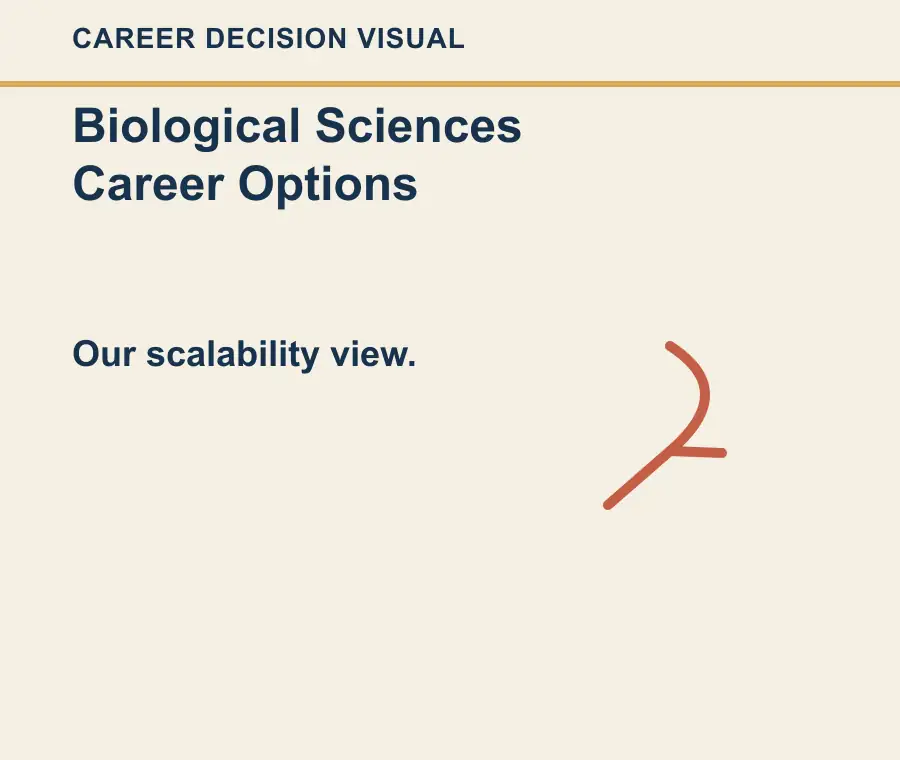 CAREER DECISION VISUAL
Biological Sciences
Career Options
Our scalability view.